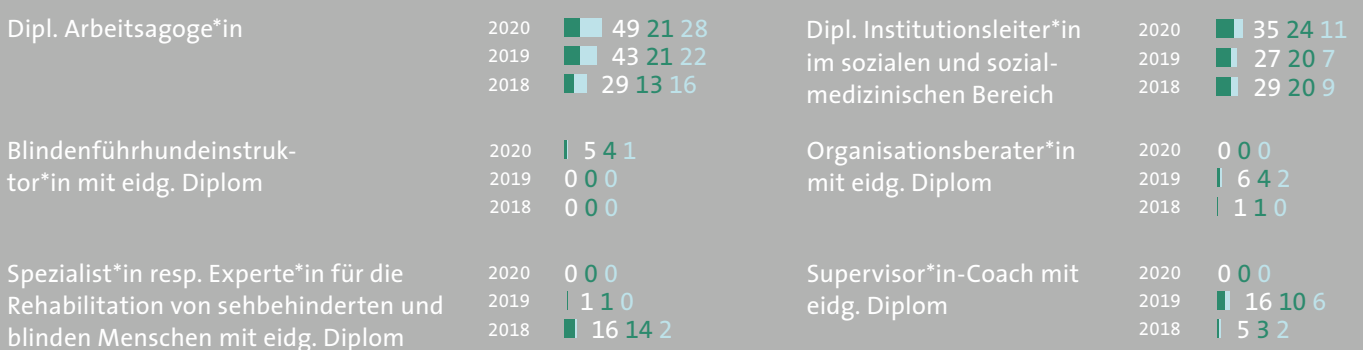 Dipl. Arbeitsagoge*in
2020 49 21 28
2019 43 21 22
2018 29 13 16
Blindenführhundeinstruk-
tor*in mit eidg. Diplom
2020 5 4 1
2019 0 0 0
2018 0 0 0
Spezialist*in resp. Experte*in für die
Rehabilitation von sehbehinderten und
blinden Menschen mit eidg. Diplom
2020 0 0 0
2019 1 1 0
2018 16 14 2
Dipl. Institutionsleiter*in
im sozialen und sozial-
medizinischen Bereich
2020 35 24 11
2019 27 20 7
2018 29 20 9
Organisationsberater*in
mit eidg. Diplom
2020 0 0 0
2019 6 4 2
2018 1 1 0
Supervisor*in-Coach mit
eidg. Diplom
2020 0 0 0
2019 16 10 6
2018 5 3 2